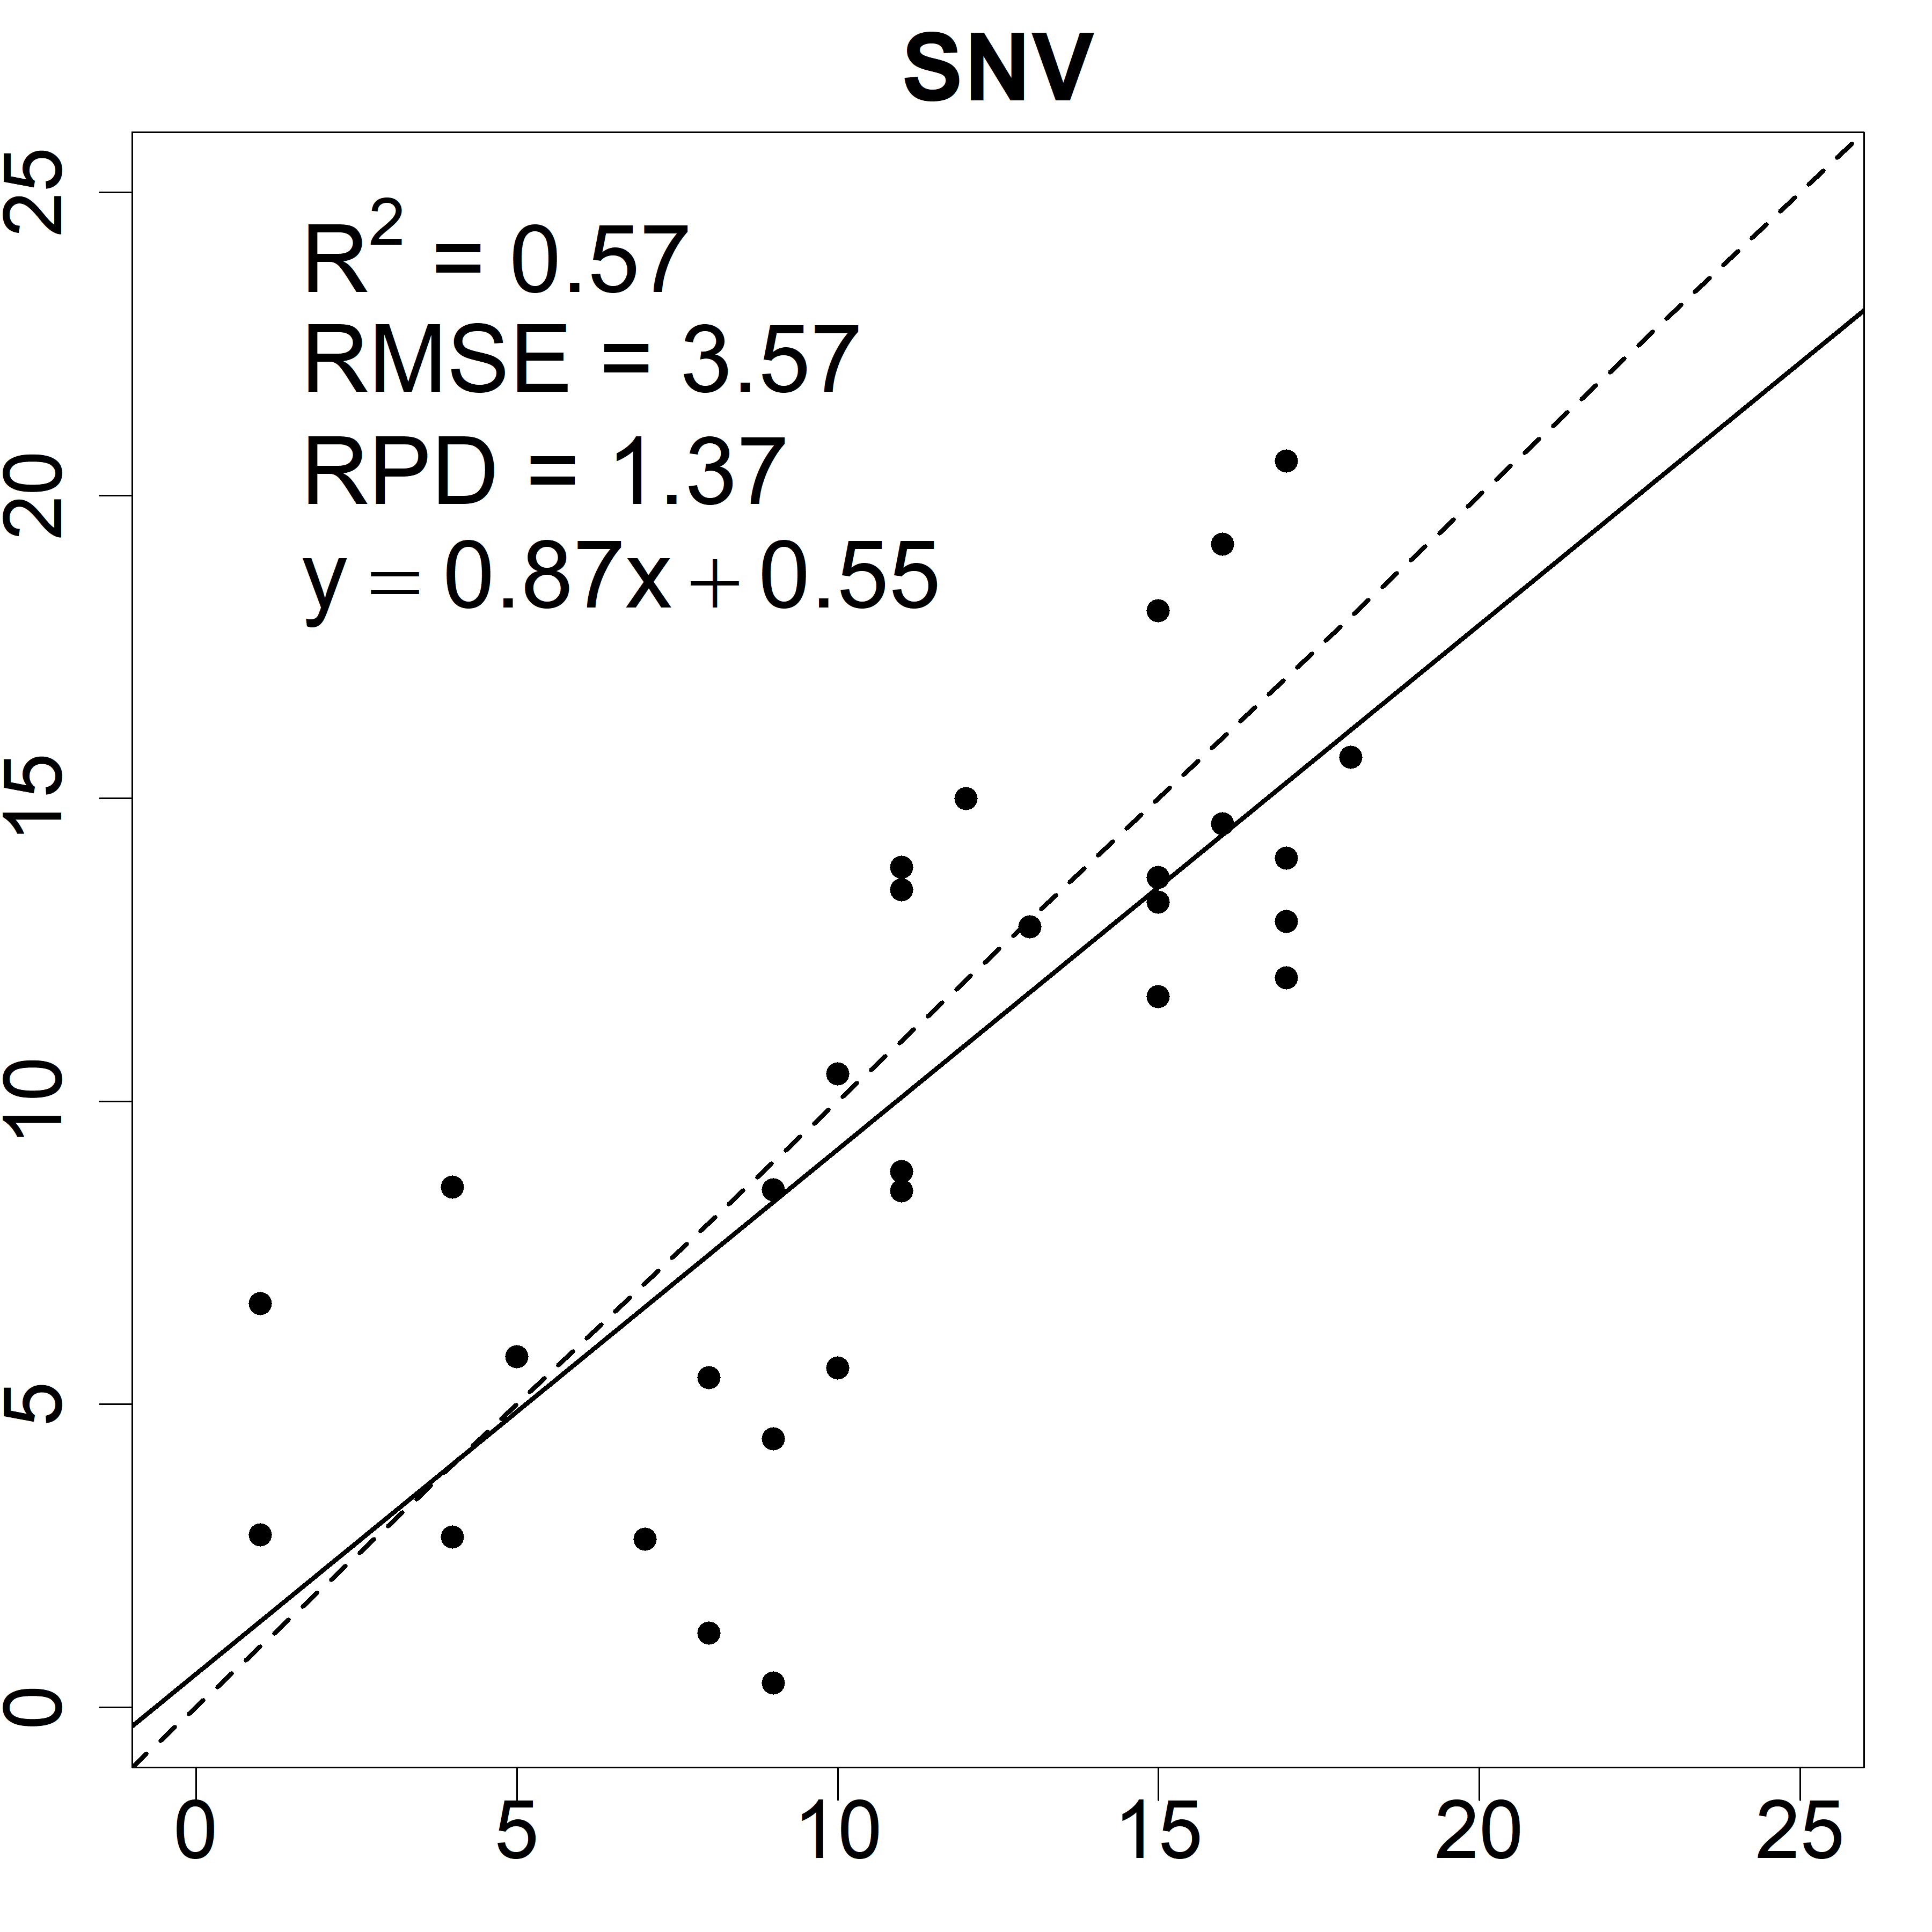 SNV
R² = 0.57
RMSE = 3.57
RPD = 1.37
y = 0.87x + 0.55
25
20
15
10
5
0
0 5 10 15 20 25